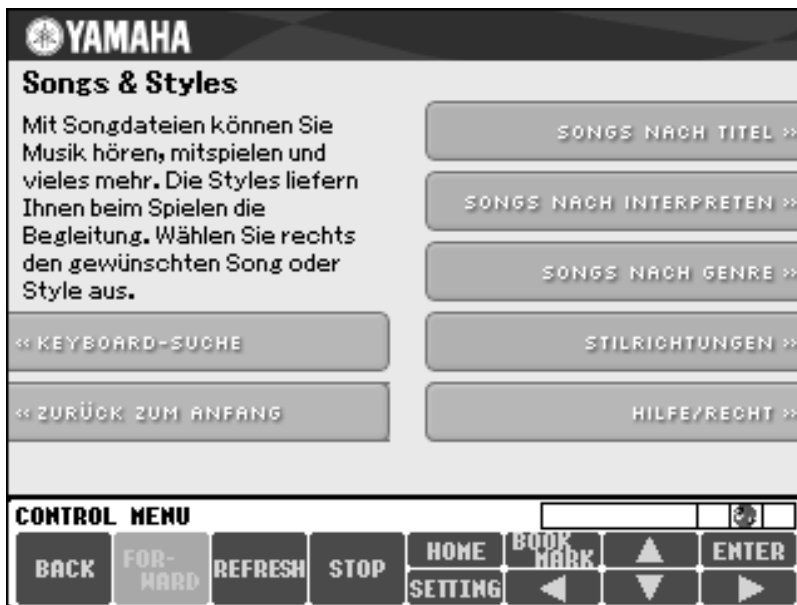 YAMAHA
Songs & Styles
Mit Songdateien können Sie
Musik hören, mitspielen und
vieles mehr. Die Styles liefern
Ihnen beim Spielen die
Begleitung. Wählen Sie rechts
den gewünschten Song oder
Style aus.
« KEYBOARD-SUCHE
« ZURÜCK ZUM ANFANG
SONGS NACH TITEL »
SONGS NACH INTERPRETEN »
SONGS NACH GENRE »
STILRICHTUNGEN »
HILFE/RECHT »
CONTROL MENU
BACK
FOR-
WARD
REFRESH
STOP
HOME
SETTING
BOOK
MARK
ENTER